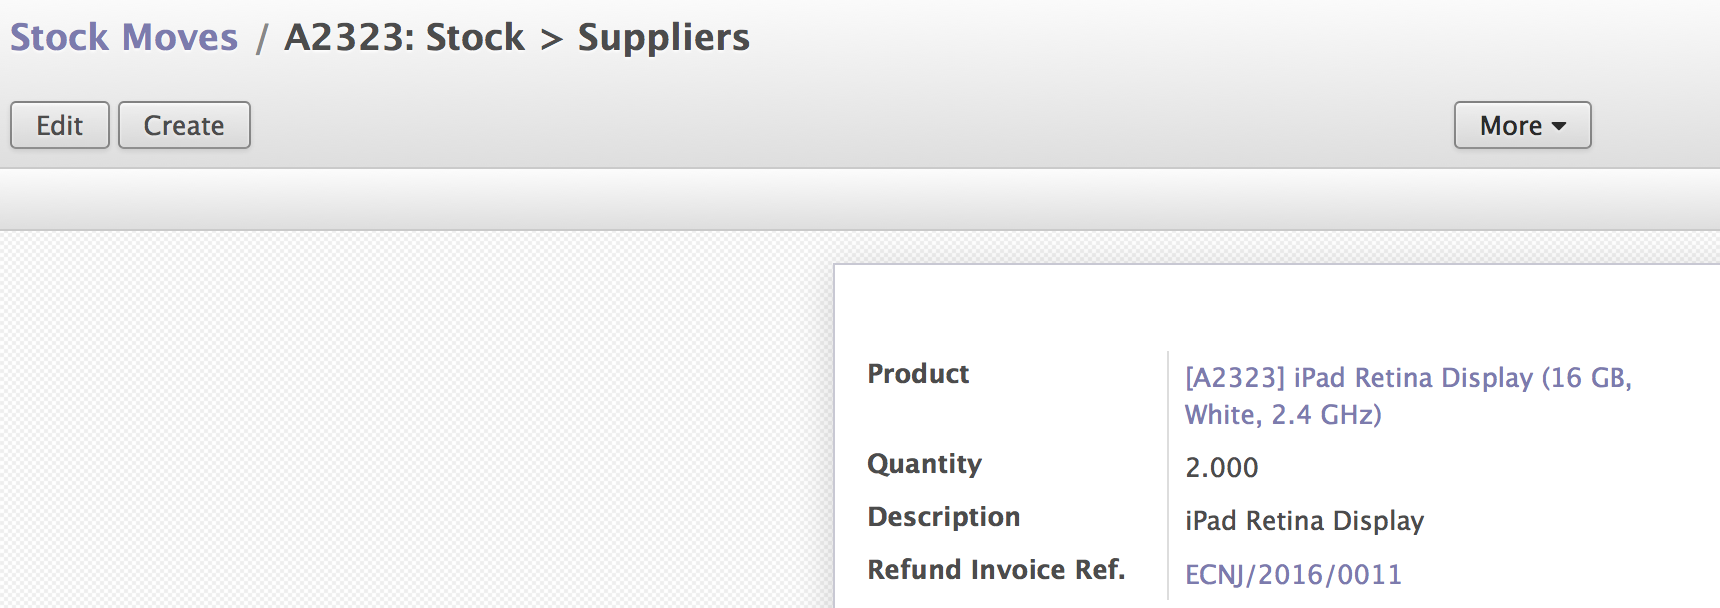 Stock Moves / A2323: Stock > Suppliers
Edit Create More
Product [A2323] iPad Retina Display (16 GB,
White, 2.4 GHz)
Quantity 2.000
Description iPad Retina Display
Refund Invoice Ref. ECNJ/2016/0011